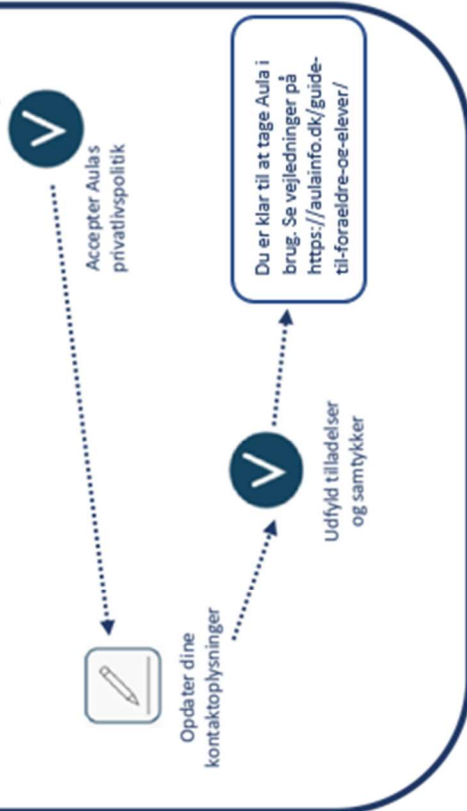 Accepter Aulas
privatlivspolitik
Opdater dine
kontaktoplysninger
Udfyld tilladelser
og samtykker
Du er klar til at tage Aula i
brug. Se vejledninger på
https://aulainfo.dk/guide-
til-foraeldre-og-elever/